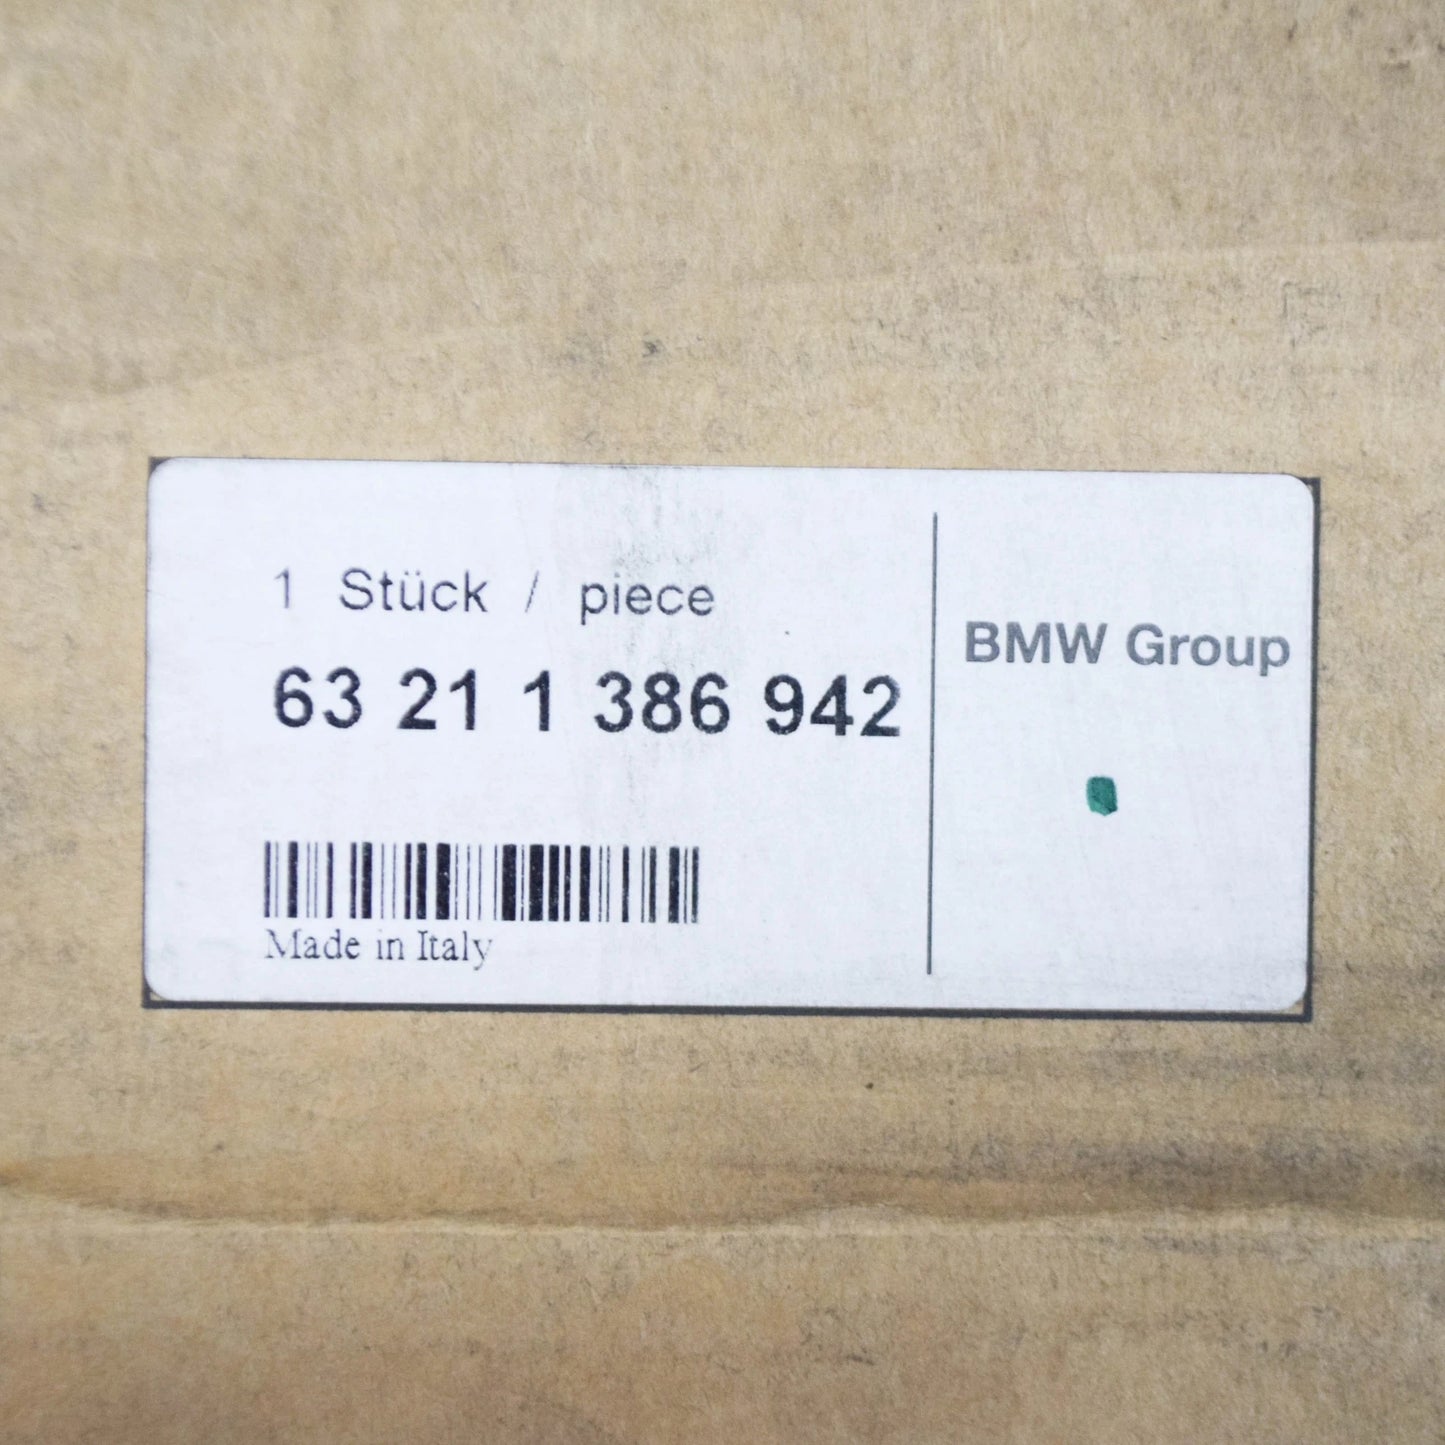 1 Stück / piece
63 21 1 386 942
Made in Italy
BMW Group